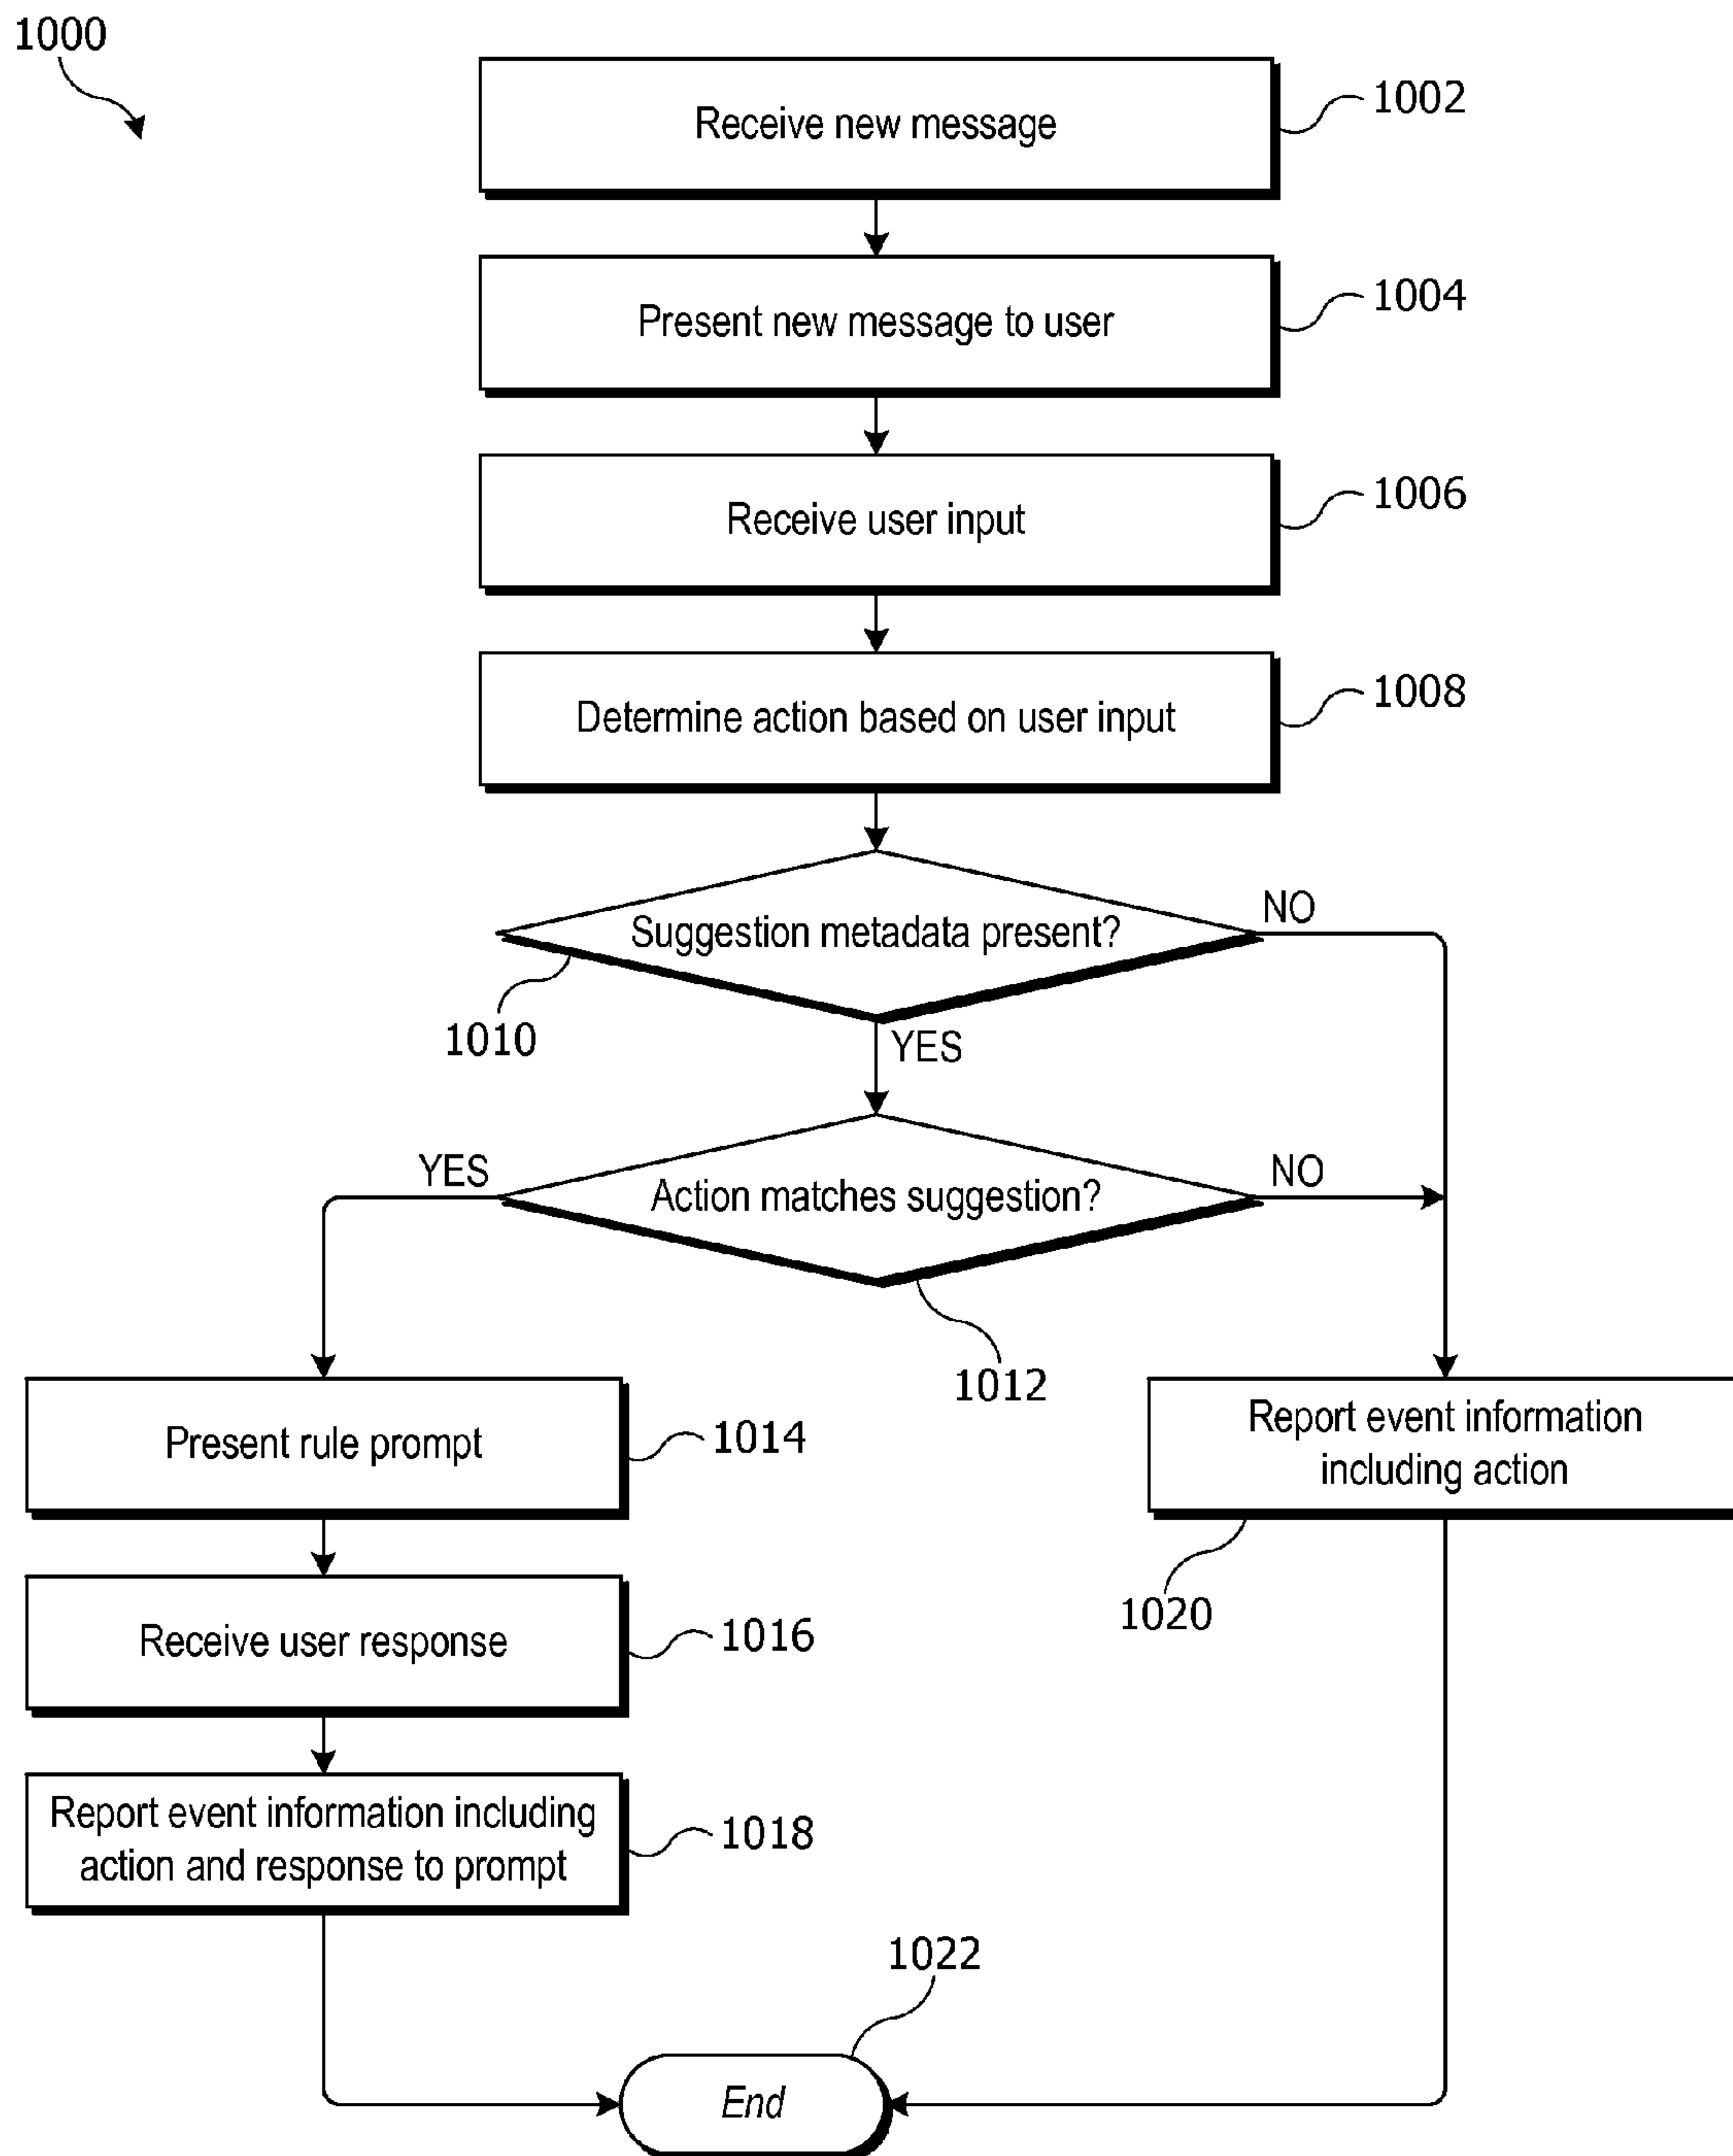 1000
Receive new message
1002
Present new message to user
1004
Receive user input
1006
Determine action based on user input
1008
Suggestion metadata present?
NO
1010
YES
Action matches suggestion?
YES
NO
1012
Present rule prompt
1014
Report event information
including action
1020
Receive user response
1016
Report event information including
action and response to prompt
1018
1022
End